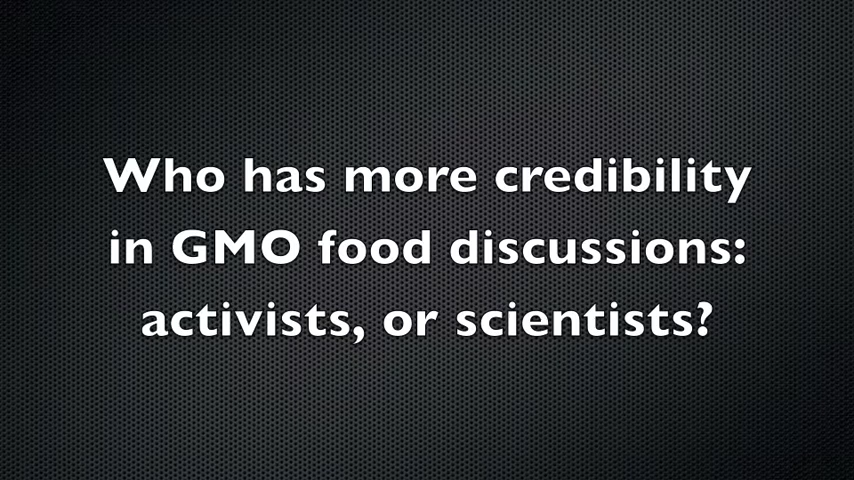 Who has more credibility
in GMO food discussions:
activists, or scientists?